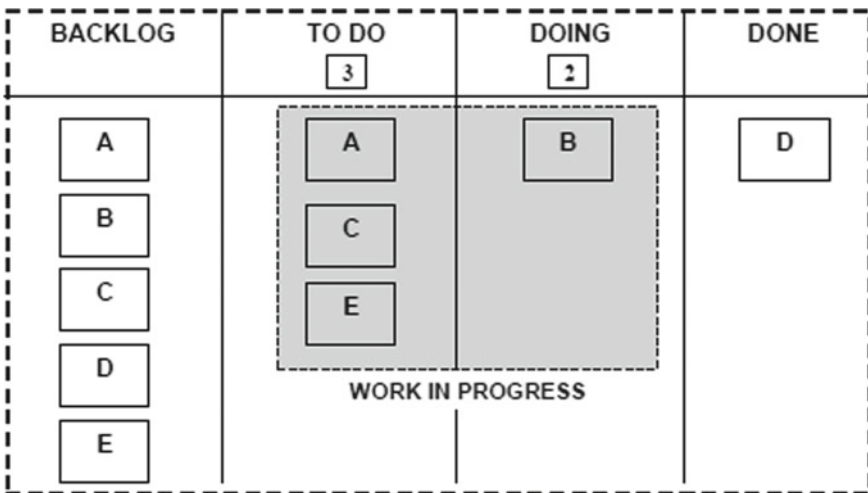 BACKLOG TO DO DOING DONE
3 2
A A B D
B C
C E
D
WORK IN PROGRESS
E